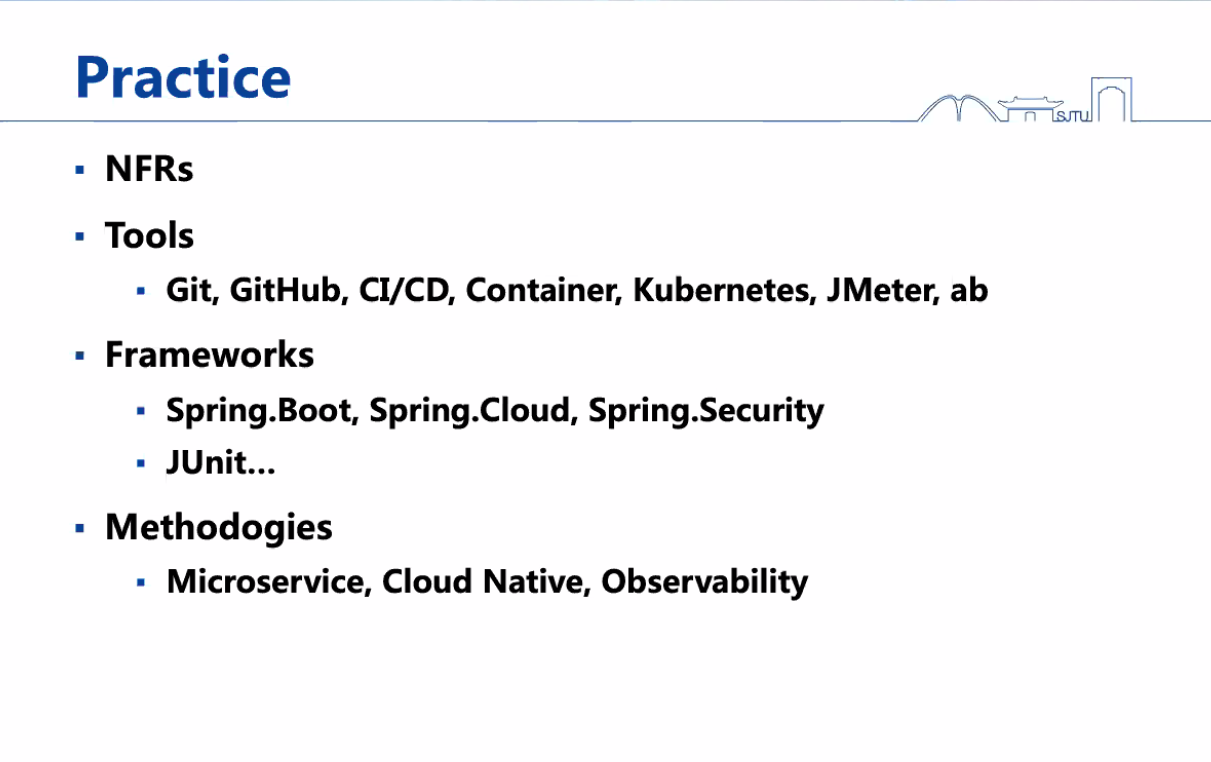 Practice
SJTU
▪ NFRs
▪ Tools
▪ Git, GitHub, CI/CD, Container, Kubernetes, JMeter, ab
▪ Frameworks
▪ Spring.Boot, Spring.Cloud, Spring.Security
▪ JUnit...
▪ Methodogies
▪ Microservice, Cloud Native, Observability